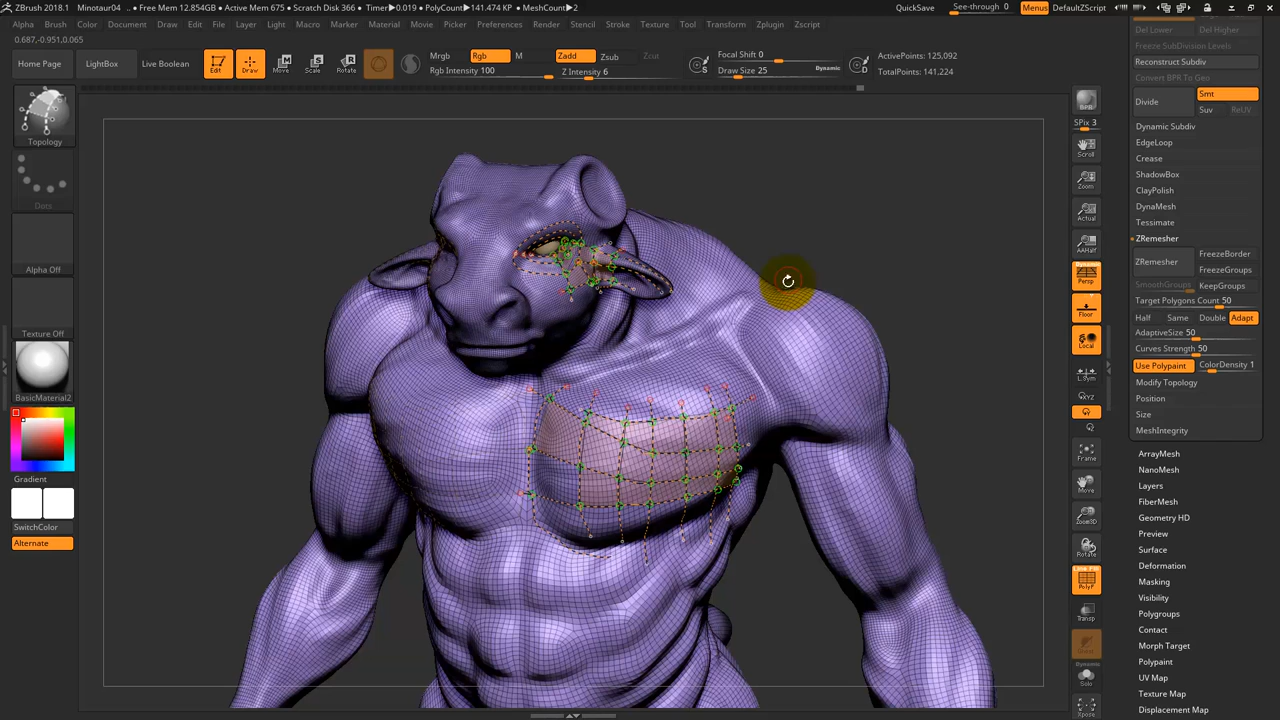 ZBrush 2018.1 Minotaur04 .. • Free Mem 12.854GB • Active Mem 675 • Scratch Disk 366 • Timer▸0.019 • PolyCount▸141.474 KP • MeshCount▸2 QuickSave See-through 0 Menus DefaultZScript
Alpha Brush Color Document Draw Edit File Layer Light Macro Marker Material Movie Picker Preferences Render Stencil Stroke Texture Tool Transform Zplugin Zscript
0.687,-0.951,0.065
Home Page LightBox Live Boolean Edit Draw Move Scale Rotate
Mrgb Rgb M Zadd Zsub Zcut
Rgb Intensity 100 Z Intensity 6
S Focal Shift 0
Draw Size 25 Dynamic D
ActivePoints: 125,092
TotalPoints: 141,224
Topology
Dots
Alpha Off
Texture Off
BasicMaterial2
Gradient
SwitchColor
Alternate
BPR
SPix 3
Scroll
Zoom
Actual
AAHalf
Dynamic
Persp
Floor
Local
L.Sym
XYZ
Y
Z
Frame
Move
Zoom3D
Rotate
Line Fill
PolyF
Transp
Dynamic
Solo
Xpose
Del Lower Del Higher
Freeze SubDivision Levels
Reconstruct Subdiv
Convert BPR To Geo
Divide Smt
Suv ReUV
Dynamic Subdiv
EdgeLoop
Crease
ShadowBox
ClayPolish
DynaMesh
Tessimate
ZRemesher
ZRemesher FreezeBorder
FreezeGroups
SmoothGroups KeepGroups
Target Polygons Count 50
Half Same Double Adapt
AdaptiveSize 50
Curves Strength 50
Use Polypaint ColorDensity 1
Modify Topology
Position
Size
MeshIntegrity
ArrayMesh
NanoMesh
Layers
FiberMesh
Geometry HD
Preview
Surface
Deformation
Masking
Visibility
Polygroups
Contact
Morph Target
Polypaint
UV Map
Texture Map
Displacement Map